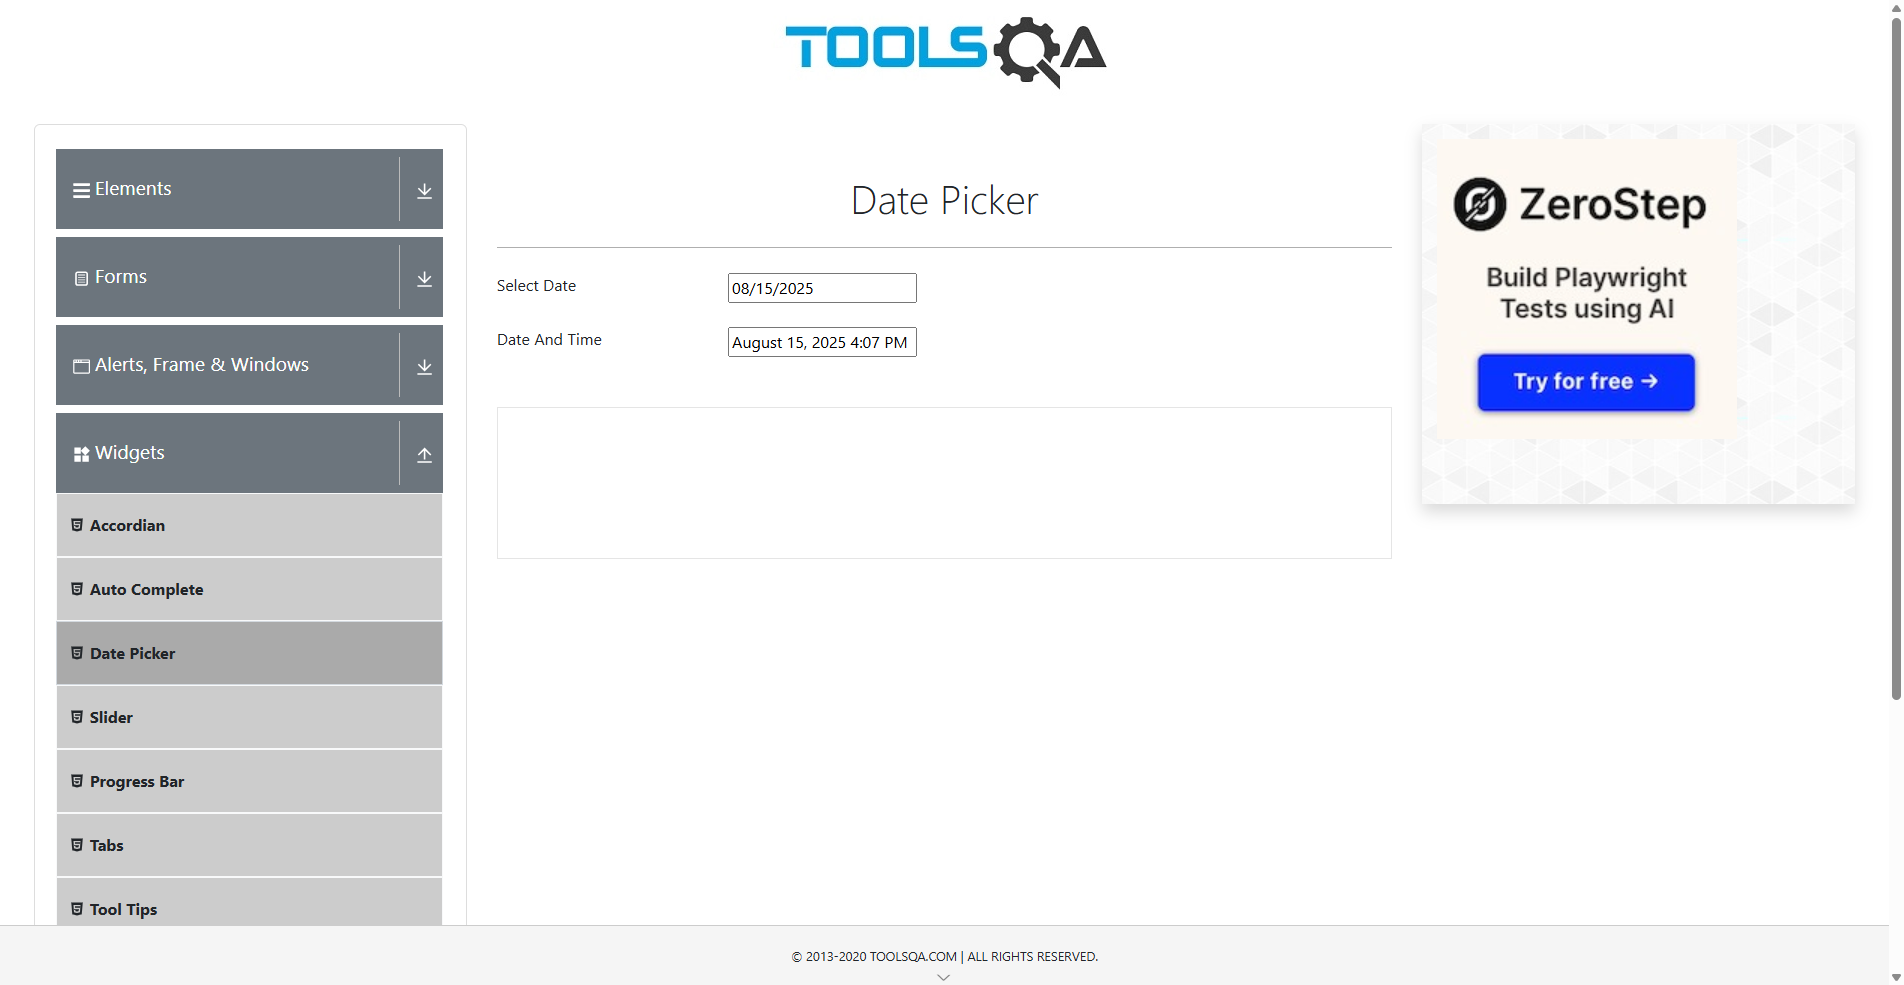 TOOLSQA
Elements
Forms
Alerts, Frame & Windows
Widgets
Accordian
Auto Complete
Date Picker
Slider
Progress Bar
Tabs
Tool Tips
Date Picker
Select Date
08/15/2025
Date And Time
August 15, 2025 4:07 PM
ZeroStep
Build Playwright
Tests using AI
Try for free →
© 2013-2020 TOOLSQA.COM | ALL RIGHTS RESERVED.